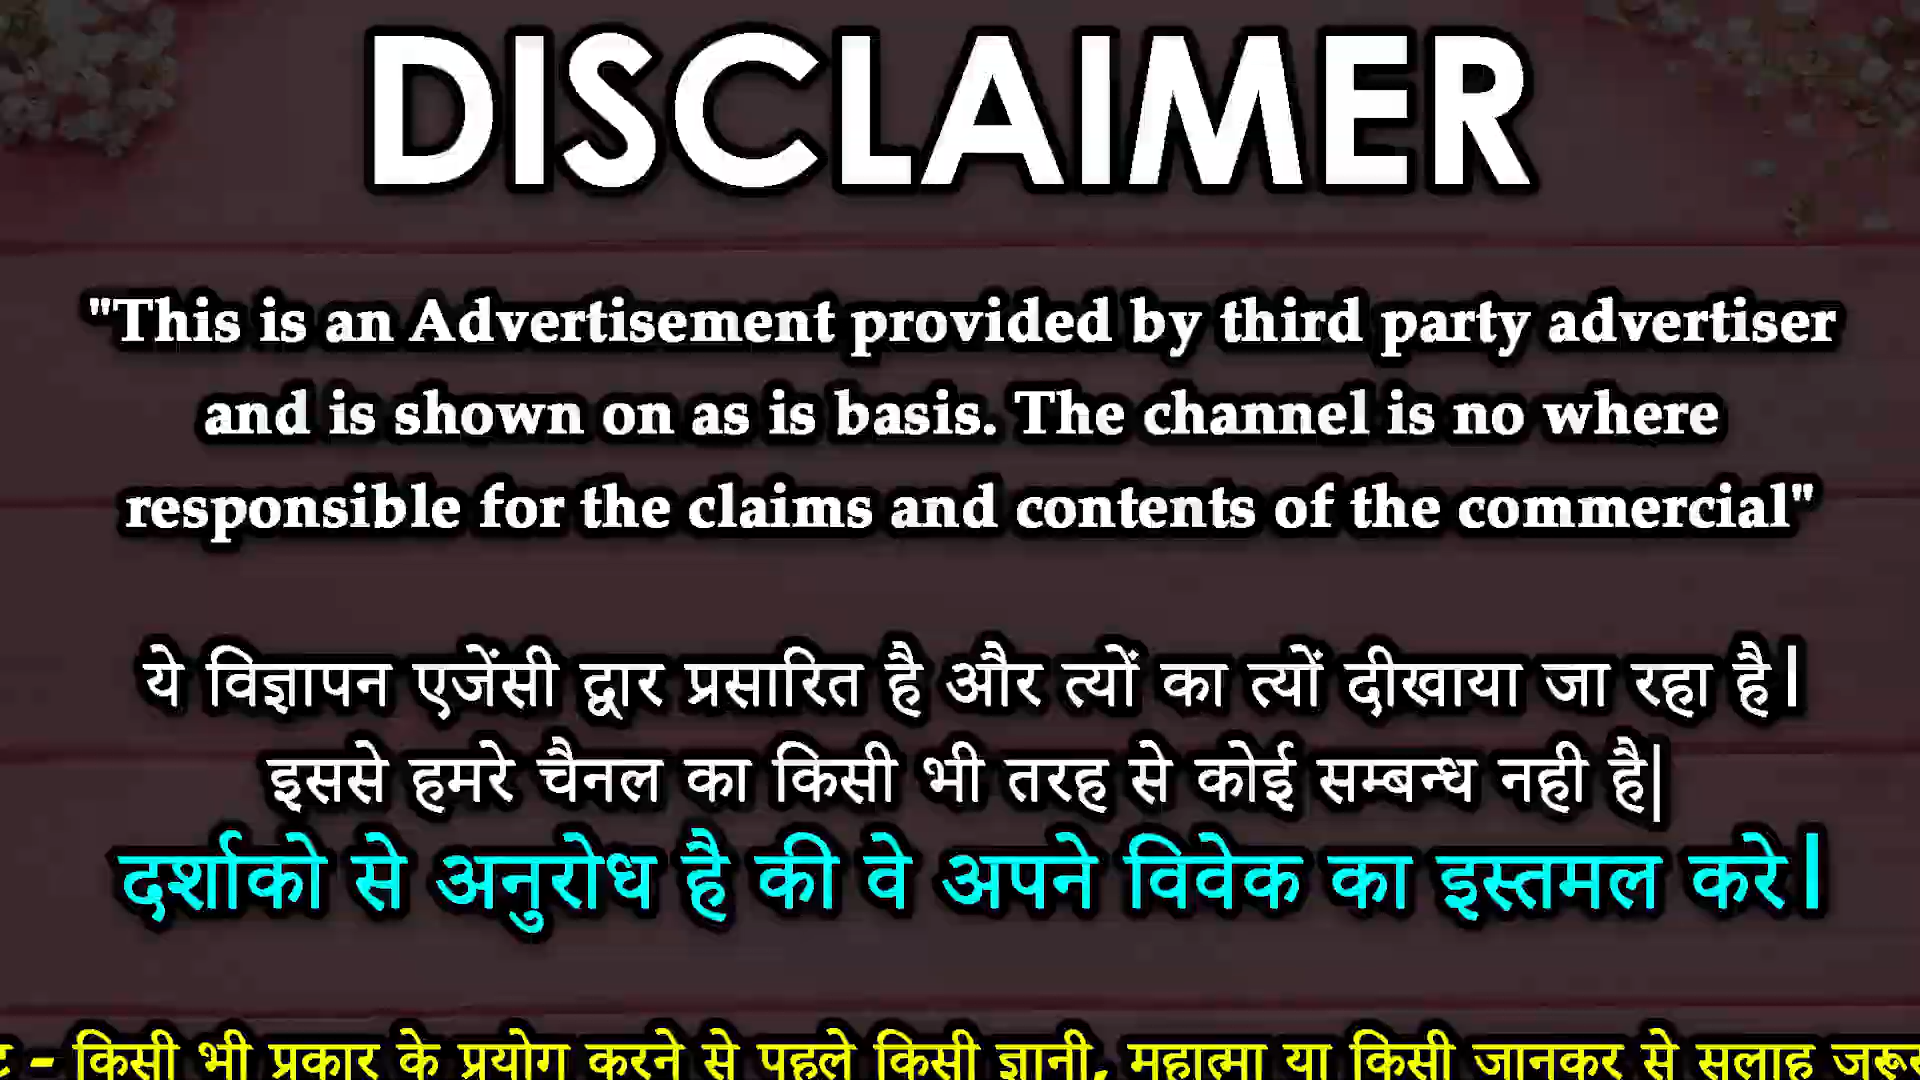 DISCLAIMER
"This is an Advertisement provided by third party advertiser
and is shown on as is basis. The channel is no where
responsible for the claims and contents of the commercial"
ये विज्ञापन एजेंसी द्वार प्रसारित है और त्यों का त्यों दीखाया जा रहा है।
इससे हमरे चैनल का किसी भी तरह से कोई सम्बन्ध नही है|
दर्शाको से अनुरोध है की वे अपने विवेक का इस्तमल करे।
- किसी भी प्रकार के प्रयोग करने से पहले किसी ज्ञानी, महात्मा या किसी जानकर से सलाह